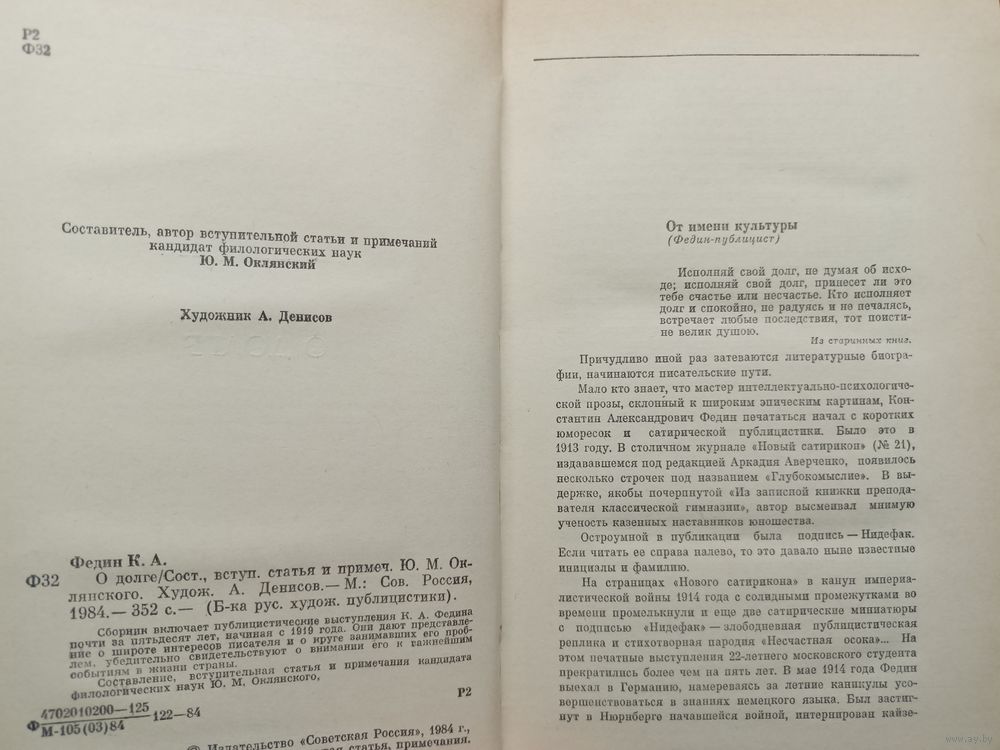 Р2
Ф32
Составитель, автор вступительной статьи и примечаний
кандидат филологических наук
Ю. М. Оклянский
Художник А. Денисов
Федин К. А.
Ф32 О долге/Сост., вступ. статья и примеч. Ю. М. Ок-
лянского. Худож. А. Денисов.— М.: Сов. Россия,
1984.— 352 с.— (Б-ка рус. худож. публицистики).
Сборник включает публицистические выступления К. А. Федина
почти за пятьдесят лет, начиная с 1919 года. Они дают представле-
ние о широте интересов писателя и о круге занимавших его проб-
лем, убедительно свидетельствуют о внимании его к важнейшим
событиям в жизни страны.
Составление, вступительная статья и примечания кандидата
филологических наук Ю. М. Оклянского,
Р2
Ф 4702010200—125
М-105(03)84 122—84
© Издательство «Советская Россия», 1984 г.,
статья, примечания.
От имени культуры
(Федин-публицист)
Исполняй свой долг, не думая об исхо-
де; исполняй свой долг, принесет ли это
тебе счастье или несчастье. Кто исполняет
долг и спокойно, не радуясь и не печалясь,
встречает любые последствия, тот поисти-
не велик душою.
Из старинных книг.
Причудливо иной раз затеваются литературные биогра-
фии, начинаются писательские пути.
Мало кто знает, что мастер интеллектуально-психологиче-
ской прозы, склонный к широким эпическим картинам, Кон-
стантин Александрович Федин печататься начал с коротких
юморесок и сатирической публицистики. Было это в
1913 году. В столичном журнале «Новый сатирикон» (№ 21),
издававшемся под редакцией Аркадия Аверченко, появилось
несколько строчек под названием «Глубокомыслие». В вы-
держке, якобы почерпнутой «Из записной книжки препода-
вателя классической гимназии», автор высмеивал мнимую
ученость казенных наставников юношества.
Остроумной в публикации была подпись — Нидефак.
Если читать ее справа налево, то это давало ныне известные
инициалы и фамилию.
На страницах «Нового сатирикона» в канун империа-
листической войны 1914 года с солидными промежутками во
времени промелькнули и еще две сатирические миниатюры
с подписью «Нидефак» — злободневная публицистическая
реплика и стихотворная пародия «Несчастная осока»... На
этом печатные выступления 22-летнего московского студента
прекратились более чем на пять лет. В мае 1914 года Федин
выехал в Германию, намереваясь за летние каникулы усо-
вершенствоваться в знаниях немецкого языка. Был застиг-
нут в Нюрнберге начавшейся войной, интернирован кайзе-
www.ay.by